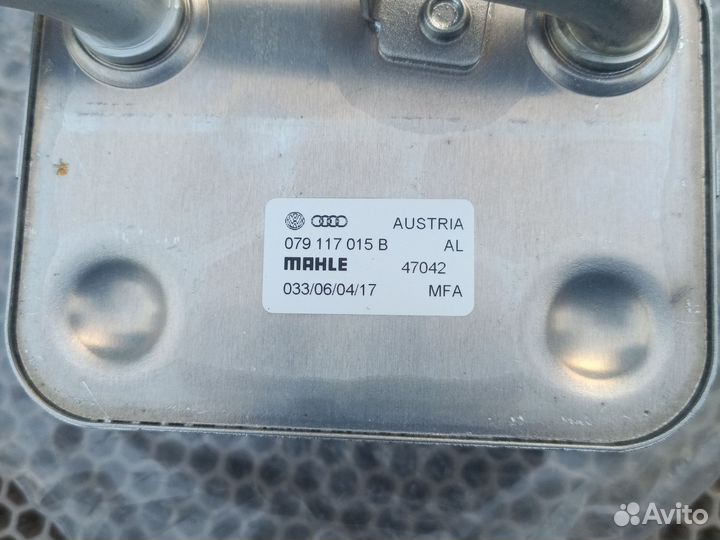 AUSTRIA
079 117 015 B AL
MAHLE 47042
033/06/04/17 MFA
Avito